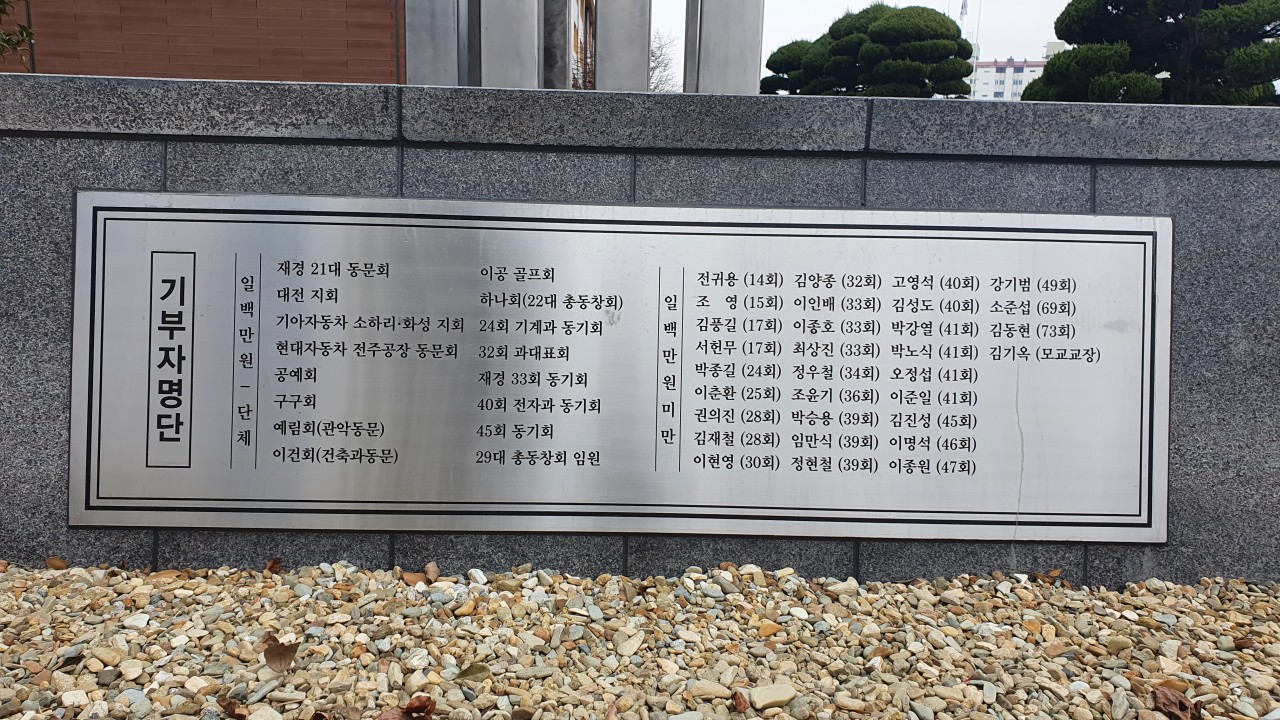 기부자명단
일백만원-단체
재경 21대 동문회
대전 지회
기아자동차 소하리·화성 지회
현대자동차 전주공장 동문회
공예회
구구회
예림회(관악동문)
이건회(건축과동문)
이공 골프회
하나회(22대 총동창회)
24회 기계과 동기회
32회 과대표회
재경 33회 동기회
40회 전자과 동기회
45회 동기회
29대 총동창회 임원
일백만원미만
전귀용 (14회) 김양종 (32회) 고영석 (40회) 강기범 (49회)
조 영 (15회) 이인배 (33회) 김성도 (40회) 소준섭 (69회)
김풍길 (17회) 이종호 (33회) 박강열 (41회) 김동현 (73회)
서헌무 (17회) 최상진 (33회) 박노식 (41회) 김기옥 (모교교장)
박종길 (24회) 정우철 (34회) 오정섭 (41회)
이춘환 (25회) 조윤기 (36회) 이준일 (41회)
권의진 (28회) 박승용 (39회) 김진성 (45회)
김재철 (28회) 임만식 (39회) 이명석 (46회)
이현영 (30회) 정현철 (39회) 이종원 (47회)